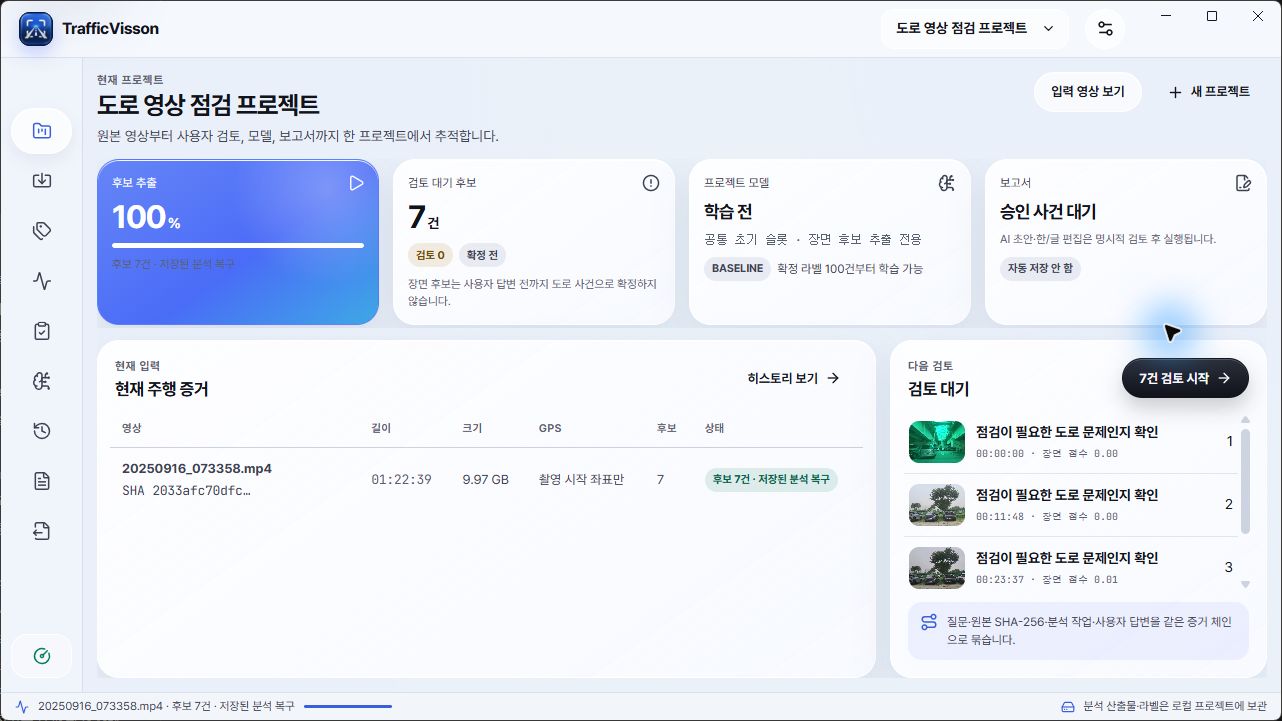 TrafficVisson
도로 영상 점검 프로젝트
현재 프로젝트
도로 영상 점검 프로젝트
원본 영상부터 사용자 검토, 모델, 보고서까지 한 프로젝트에서 추적합니다.
입력 영상 보기
새 프로젝트
후보 추출
100%
후보 7건 · 저장된 분석 복구
검토 대기 후보
7건
검토 0 확정 전
장면 후보는 사용자 답변 전까지 도로 사건으로 확정하지
않습니다.
프로젝트 모델
학습 전
공통 초기 슬롯 · 장면 후보 추출 전용
BASELINE 확정 라벨 100건부터 학습 가능
보고서
승인 사건 대기
AI 초안·한/글 편집은 명시적 검토 후 실행됩니다.
자동 저장 안 함
현재 입력
현재 주행 증거
히스토리 보기
영상 길이 크기 GPS 후보 상태
20250916_073358.mp4
SHA 2033afc70dfc…
01:22:39 9.97 GB 촬영 시작 좌표만 7 후보 7건 · 저장된 분석 복구
다음 검토
검토 대기
7건 검토 시작
점검이 필요한 도로 문제인지 확인
00:00:00 · 장면 점수 0.00
1
점검이 필요한 도로 문제인지 확인
00:11:48 · 장면 점수 0.00
2
점검이 필요한 도로 문제인지 확인
00:23:37 · 장면 점수 0.01
3
질문·원본 SHA-256·분석 작업·사용자 답변을 같은 증거 체인
으로 묶습니다.
20250916_073358.mp4 · 후보 7건 · 저장된 분석 복구
분석 산출물·라벨은 로컬 프로젝트에 보관